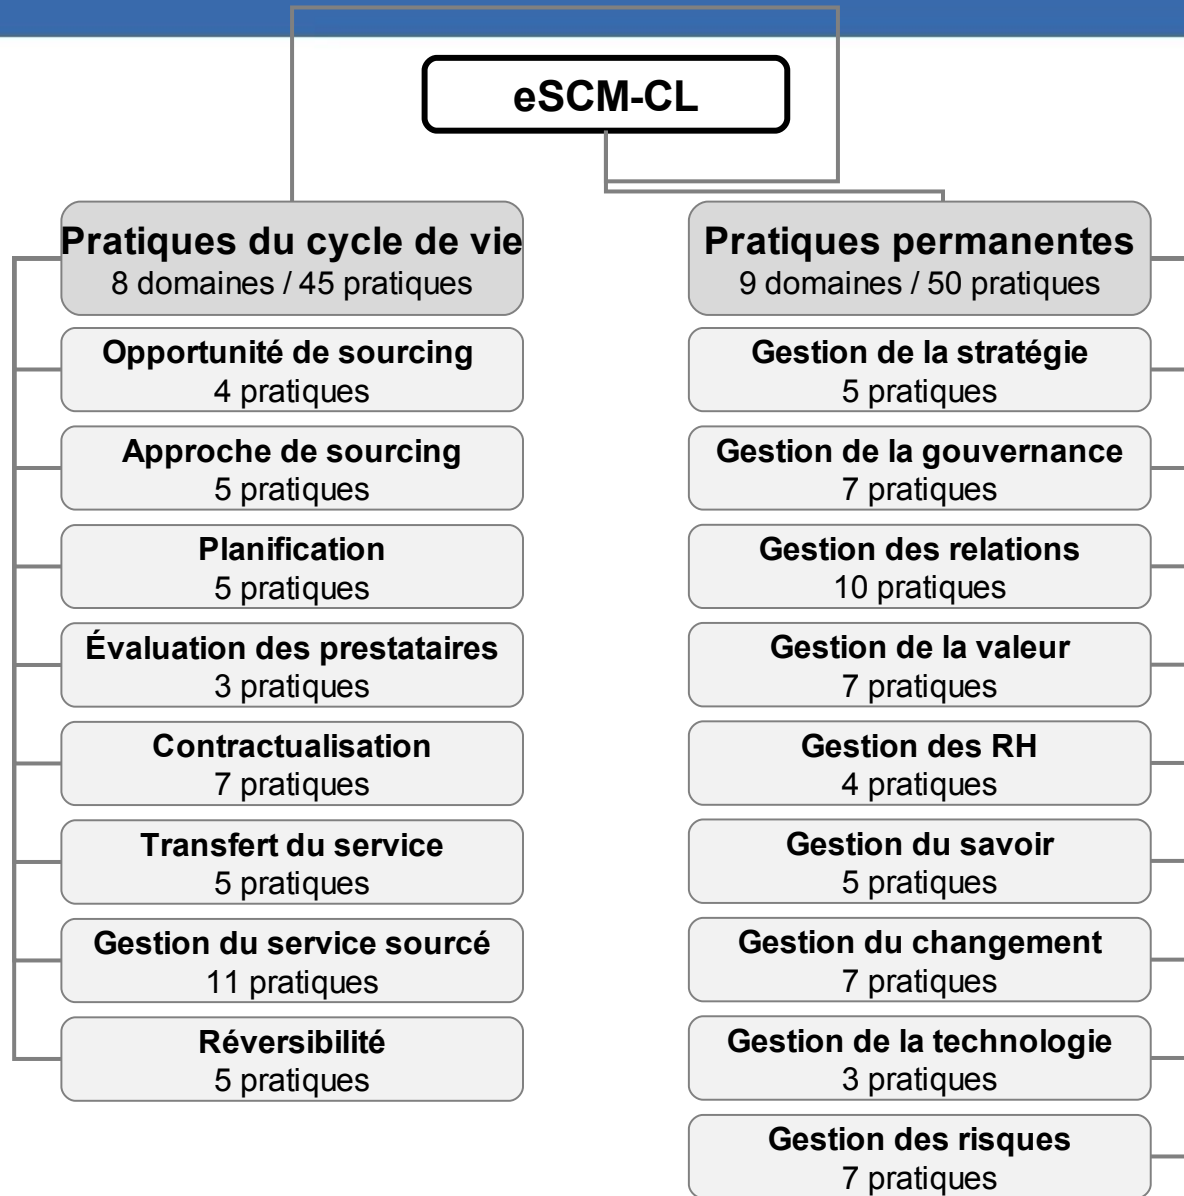 eSCM-CL
Pratiques du cycle de vie
8 domaines / 45 pratiques
Opportunité de sourcing
4 pratiques
Approche de sourcing
5 pratiques
Planification
5 pratiques
Évaluation des prestataires
3 pratiques
Contractualisation
7 pratiques
Transfert du service
5 pratiques
Gestion du service sourcé
11 pratiques
Réversibilité
5 pratiques
Pratiques permanentes
9 domaines / 50 pratiques
Gestion de la stratégie
5 pratiques
Gestion de la gouvernance
7 pratiques
Gestion des relations
10 pratiques
Gestion de la valeur
7 pratiques
Gestion des RH
4 pratiques
Gestion du savoir
5 pratiques
Gestion du changement
7 pratiques
Gestion de la technologie
3 pratiques
Gestion des risques
7 pratiques